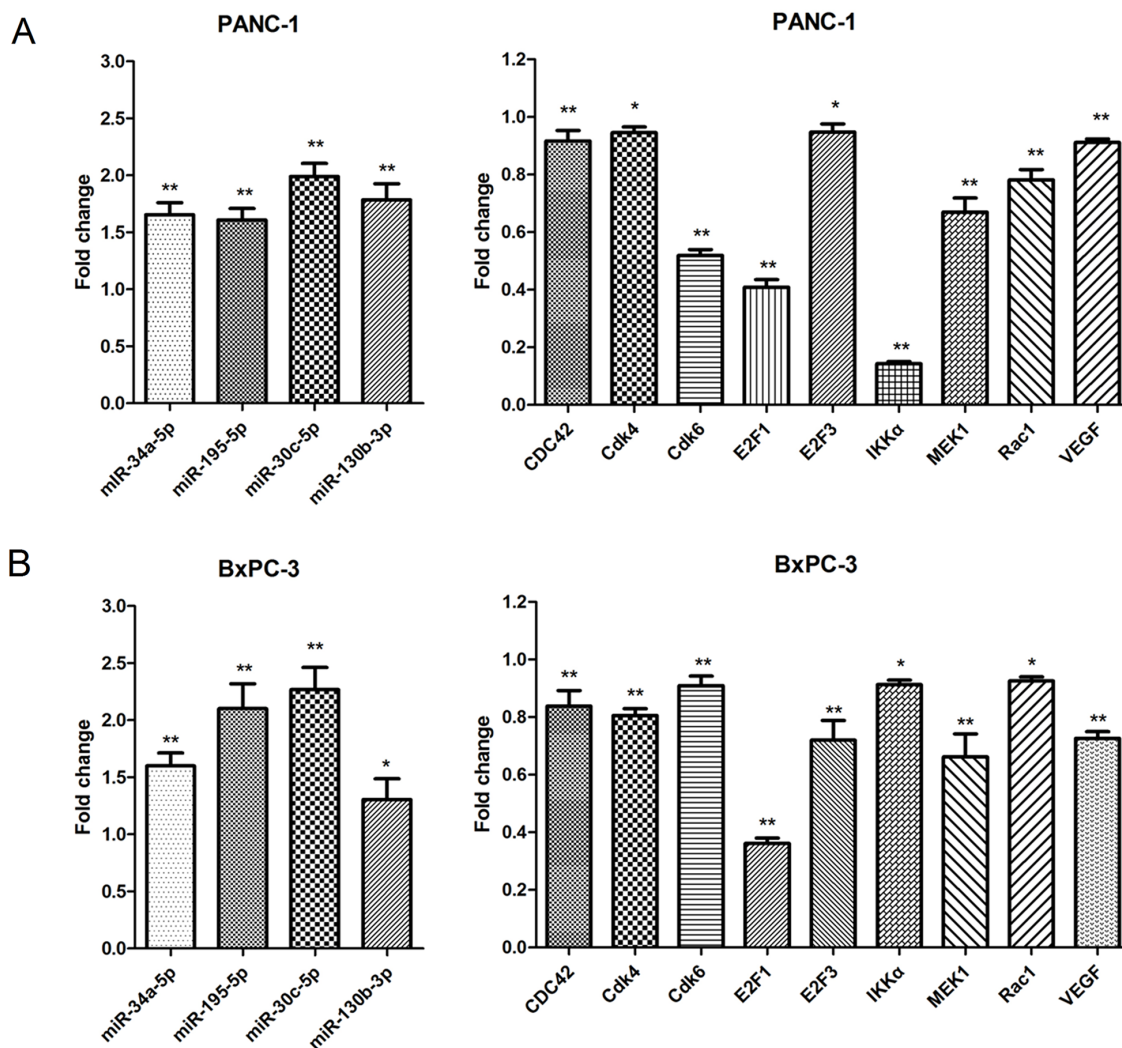 A
PANC-1
Fold change
3.0
2.5
2.0
1.5
1.0
0.5
0.0
** ** ** **
miR-34a-5p miR-195-5p miR-30c-5p miR-130b-3p
PANC-1
Fold change
1.2
1.0
0.8
0.6
0.4
0.2
0.0
** * ** ** * ** ** ** **
CDC42 Cdk4 Cdk6 E2F1 E2F3 IKKα MEK1 Rac1 VEGF
B
BxPC-3
Fold change
3.0
2.5
2.0
1.5
1.0
0.5
0.0
** ** ** *
miR-34a-5p miR-195-5p miR-30c-5p miR-130b-3p
BxPC-3
Fold change
1.2
1.0
0.8
0.6
0.4
0.2
0.0
** ** ** ** ** * ** * **
CDC42 Cdk4 Cdk6 E2F1 E2F3 IKKα MEK1 Rac1 VEGF